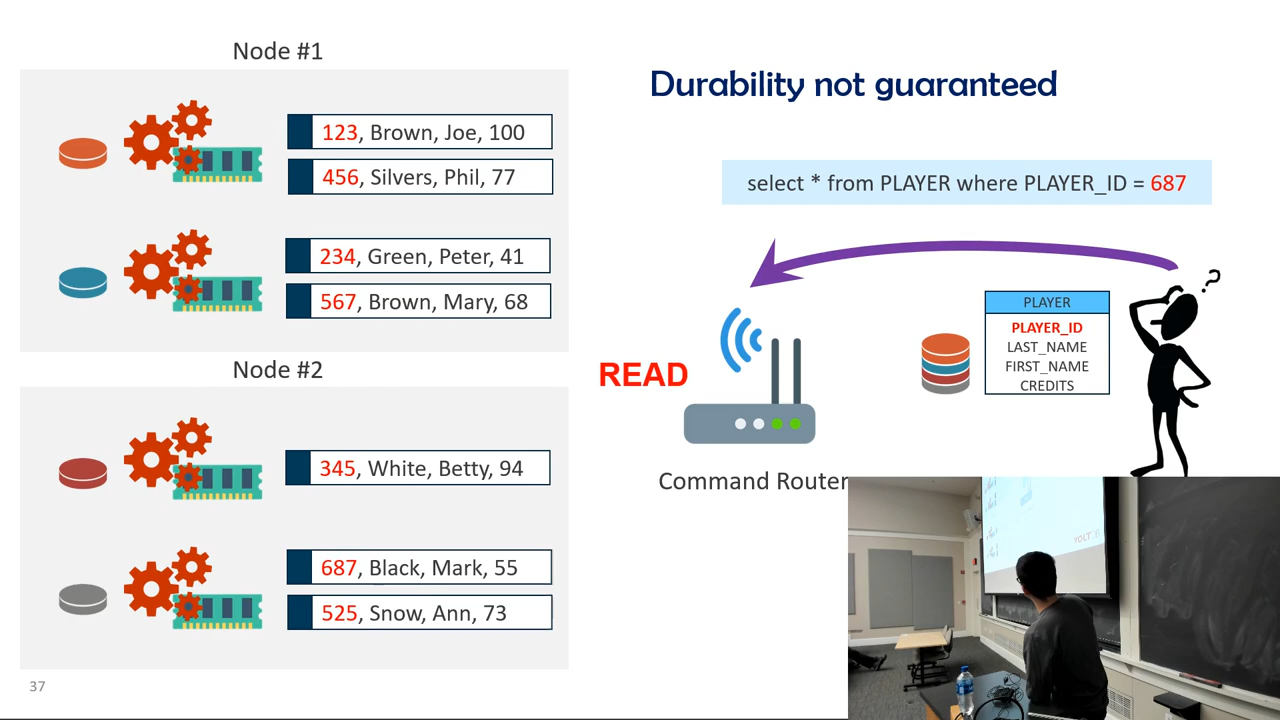 Node #1
123, Brown, Joe, 100
456, Silvers, Phil, 77
234, Green, Peter, 41
567, Brown, Mary, 68
Node #2
345, White, Betty, 94
687, Black, Mark, 55
525, Snow, Ann, 73
37
Durability not guaranteed
select * from PLAYER where PLAYER_ID = 687
?
READ
Command Router
PLAYER
PLAYER_ID
LAST_NAME
FIRST_NAME
CREDITS